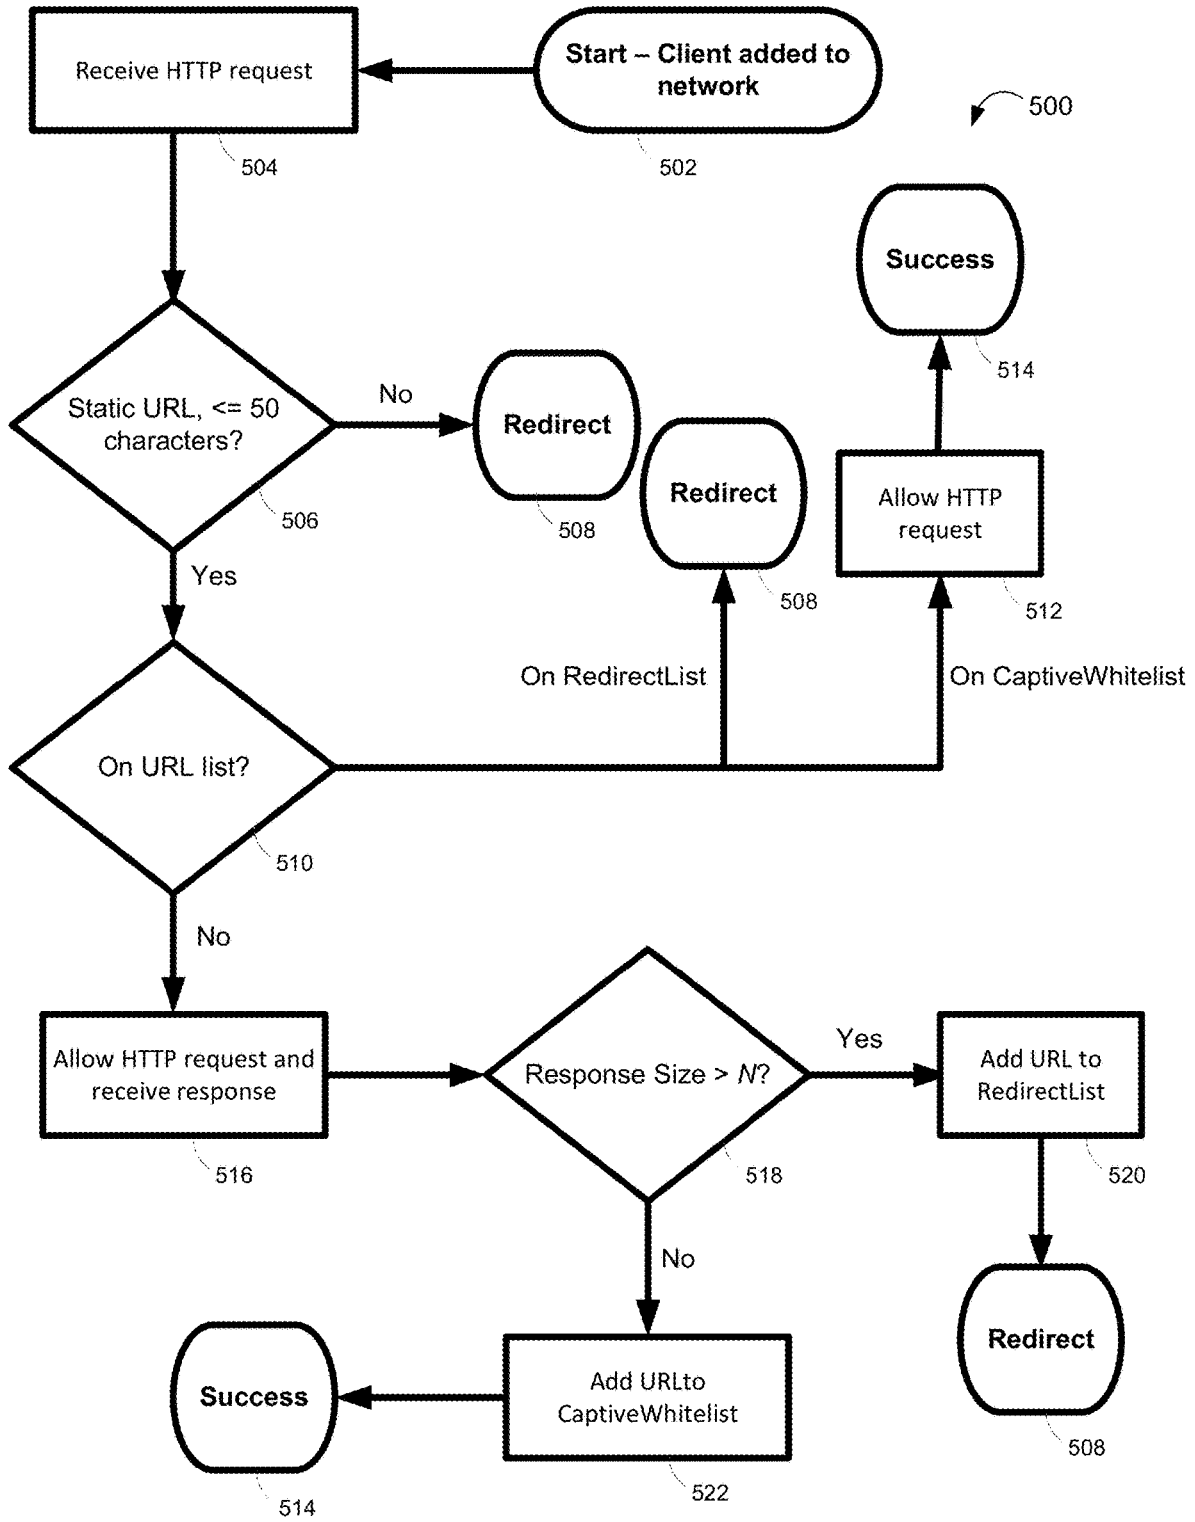 Receive HTTP request
Start – Client added to
network
500
504
502
Success
514
Static URL, <= 50
characters?
No
Redirect
Redirect
Allow HTTP
request
506
508
508
512
Yes
On RedirectList
On CaptiveWhitelist
On URL list?
510
No
Allow HTTP request and
receive response
Response Size > N?
Yes
Add URL to
RedirectList
516
518
520
No
Redirect
Success
Add URLto
CaptiveWhitelist
508
514
522